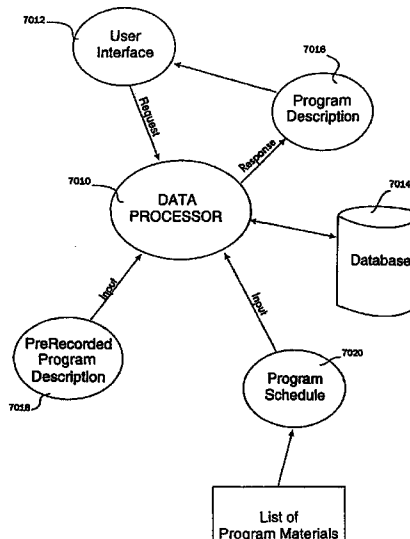 7012
User
Interface
7016
Program
Description
Request
Response
7010
DATA
PROCESSOR
7014
Database
Input
Input
PreRecorded
Program
Description
7018
7020
Program
Schedule
List of
Program Materials